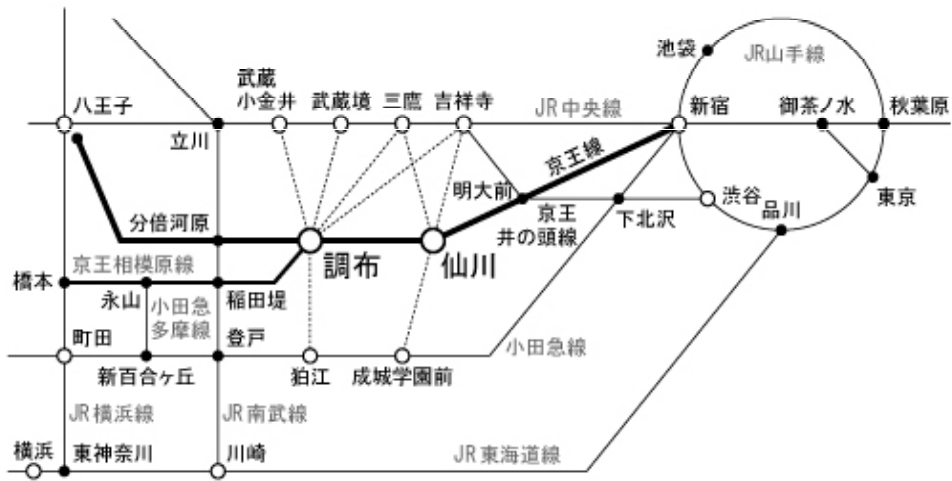 池袋
JR山手線
武蔵
小金井
武蔵境
三鷹
吉祥寺
八王子
JR中央線
新宿
御茶ノ水
秋葉原
立川
京王線
明大前
渋谷
東京
分倍河原
京王
井の頭線
下北沢
品川
調布
仙川
京王相模原線
橋本
永山
小田急
多摩線
稲田堤
町田
登戸
小田急線
新百合ヶ丘
狛江
成城学園前
JR横浜線
JR南武線
横浜
東神奈川
川崎
JR東海道線